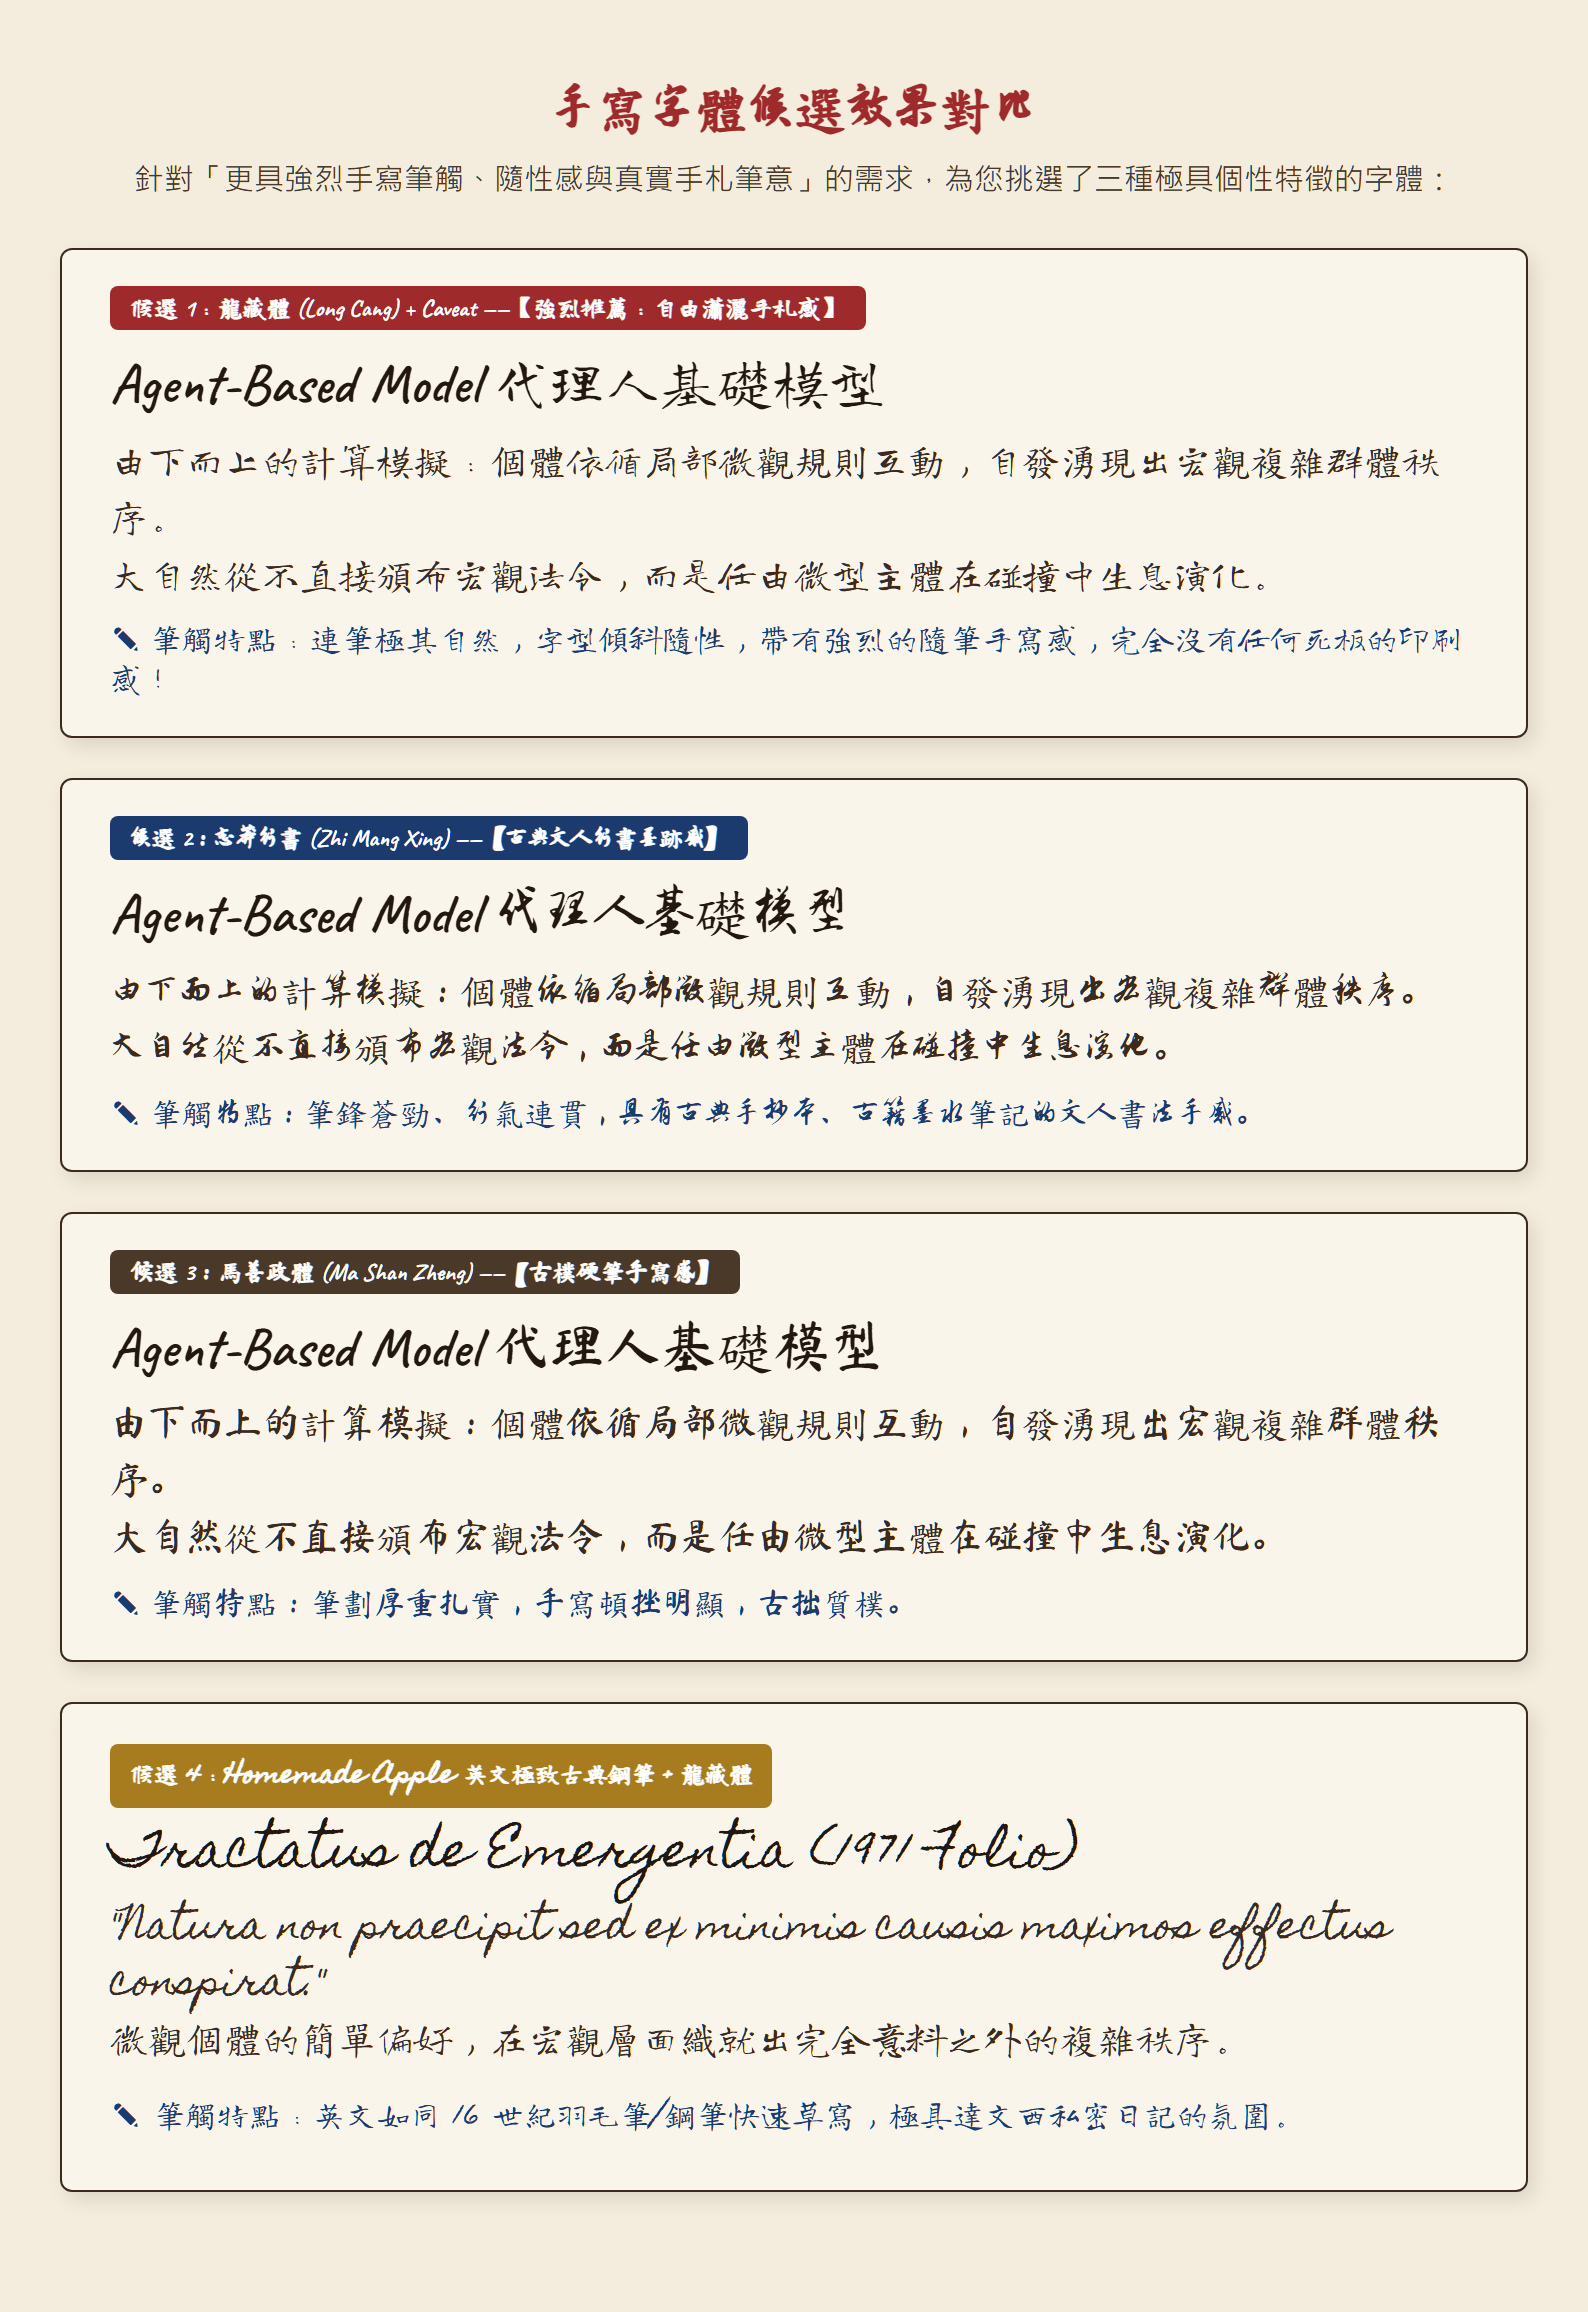 手寫字體候選效果對比
針對「更具強烈手寫筆觸、隨性感與真實手札筆意」的需求，為您挑選了三種極具個性特徵的字體：
候選 1：龍藏體 (Long Cang) + Caveat ——【強烈推薦：自由瀟灑手札感】
Agent-Based Model 代理人基礎模型
由下而上的計算模擬：個體依循局部微觀規則互動，自發湧現出宏觀複雜群體秩
序。
大自然從不直接頒布宏觀法令，而是任由微型主體在碰撞中生息演化。
✎ 筆觸特點：連筆極其自然，字型傾斜隨性，帶有強烈的隨筆手寫感，完全沒有任何死板的印刷
感！
候選 2：志莽行書 (Zhi Mang Xing) ——【古典文人行書墨跡感】
Agent-Based Model 代理人基礎模型
由下而上的計算模擬：個體依循局部微觀規則互動，自發湧現出宏觀複雜群體秩序。
大自然從不直接頒布宏觀法令，而是任由微型主體在碰撞中生息演化。
✎ 筆觸特點：筆鋒蒼勁、行氣連貫，具有古典手抄本、古籍墨水筆記的文人書法手感。
候選 3：馬善政體 (Ma Shan Zheng) ——【古樸硬筆手寫感】
Agent-Based Model 代理人基礎模型
由下而上的計算模擬：個體依循局部微觀規則互動，自發湧現出宏觀複雜群體秩
序。
大自然從不直接頒布宏觀法令，而是任由微型主體在碰撞中生息演化。
✎ 筆觸特點：筆劃厚重扎實，手寫頓挫明顯，古拙質樸。
候選 4：Homemade Apple 英文極致古典鋼筆 + 龍藏體
Tractatus de Emergentia (1971 Folio)
"Natura non praecipit sed ex minimis causis maximos effectus
conspirat."
微觀個體的簡單偏好，在宏觀層面織就出完全意料之外的複雜秩序。
✎ 筆觸特點：英文如同 16 世紀羽毛筆/鋼筆快速草寫，極具達文西私密日記的氛圍。